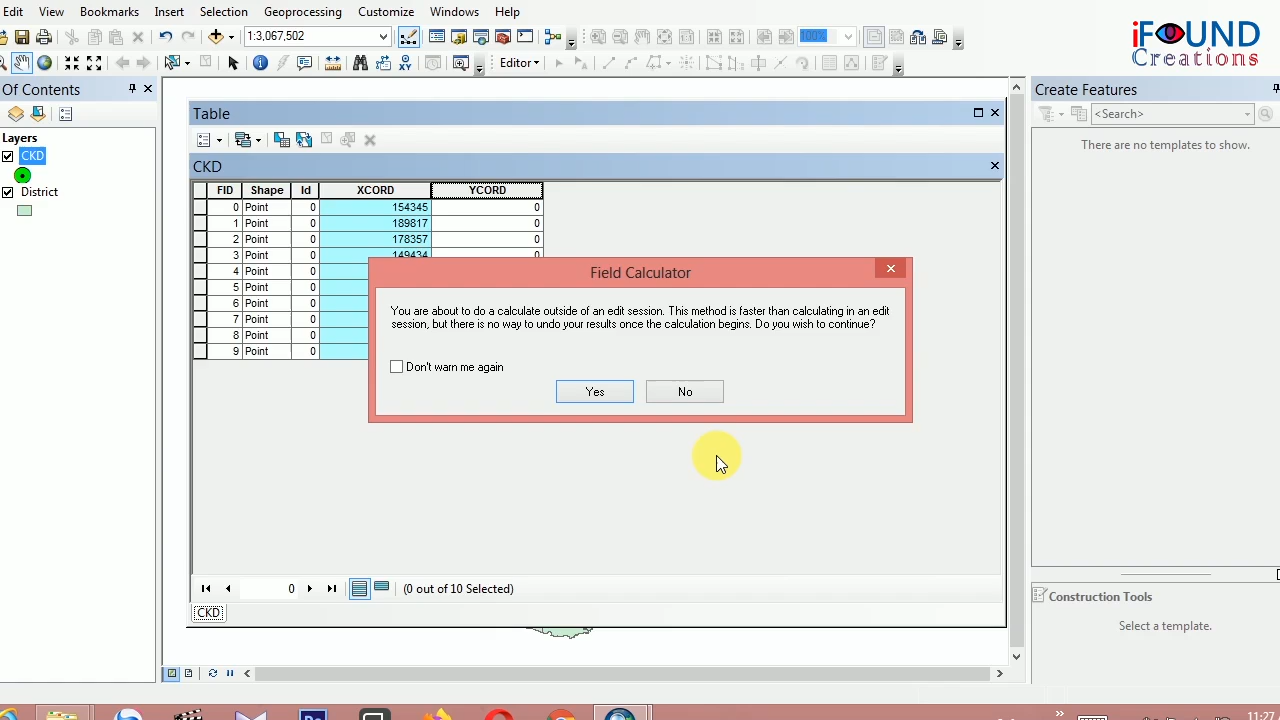 Edit View Bookmarks Insert Selection Geoprocessing Customize Windows Help
1:3,067,502
100%
iFOUND
Creations
Editor
Of Contents
Layers
CKD
District
Table
CKD
FID Shape Id XCORD YCORD
0 Point 0 154345 0
1 Point 0 189817 0
2 Point 0 178357 0
3 Point 0 149434 0
4 Point 0
5 Point 0
6 Point 0
7 Point 0
8 Point 0
9 Point 0
Field Calculator
You are about to do a calculate outside of an edit session. This method is faster than calculating in an edit
session, but there is no way to undo your results once the calculation begins. Do you wish to continue?
Don't warn me again
Yes No
0 (0 out of 10 Selected)
CKD
Create Features
<Search>
There are no templates to show.
Construction Tools
Select a template.
11:27